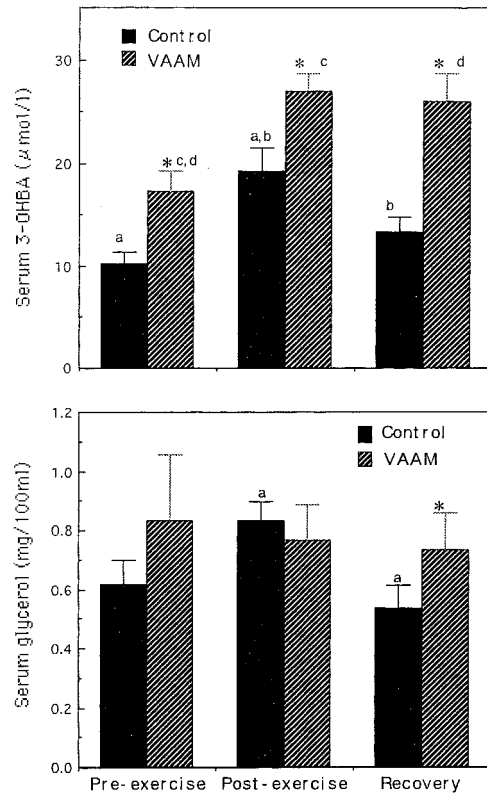 Control
VAAM
Serum 3-OHBA (μmol/l)
30
20
10
0
a
* c,d
a,b
* c
b
* d
Control
VAAM
Serum glycerol (mg/100ml)
1.2
1.0
0.8
0.6
0.4
0.2
0.0
a
a
*
Pre-exercise Post-exercise Recovery